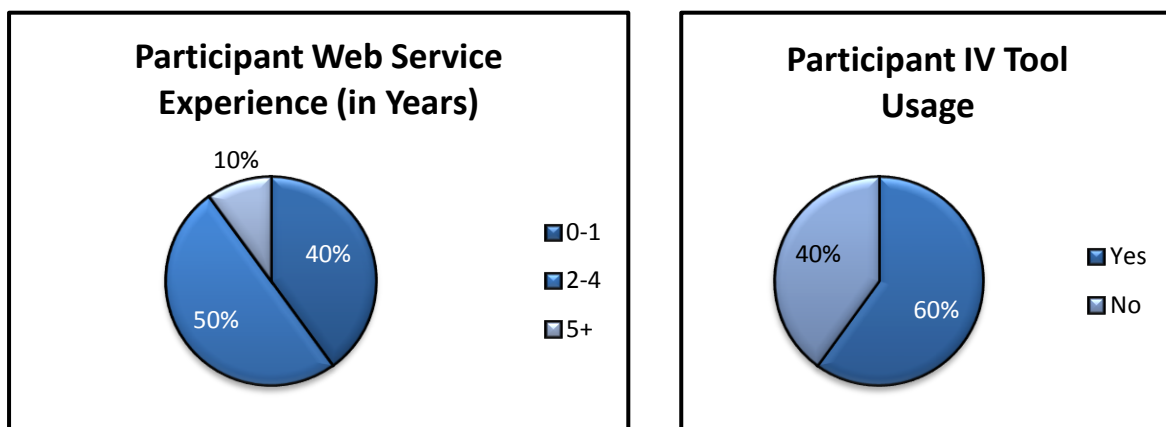 Participant Web Service
Experience (in Years)
10%
40%
50%
0-1
2-4
5+
Participant IV Tool
Usage
40%
60%
Yes
No